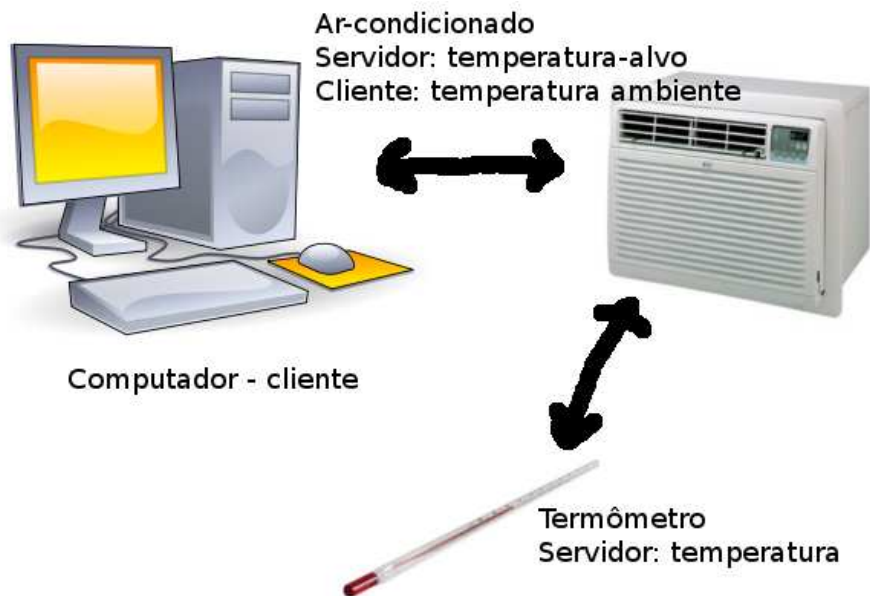 Ar-condicionado
Servidor: temperatura-alvo
Cliente: temperatura ambiente
Computador - cliente
Termômetro
Servidor: temperatura